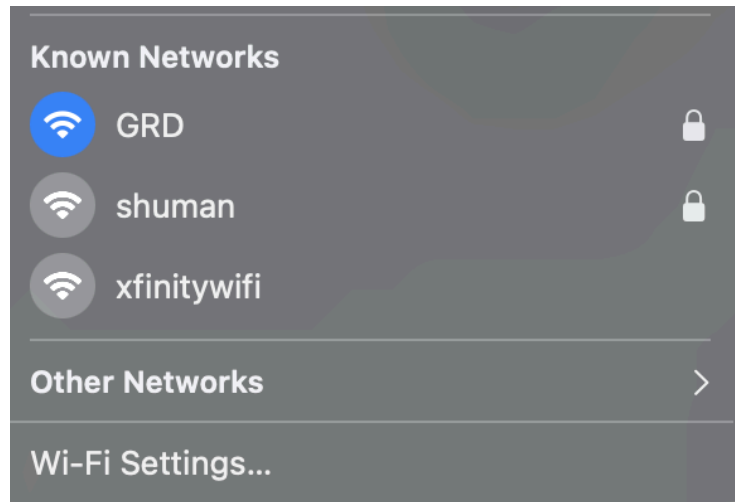 Known Networks
GRD
shuman
xfinitywifi
Other Networks
Wi-Fi Settings...